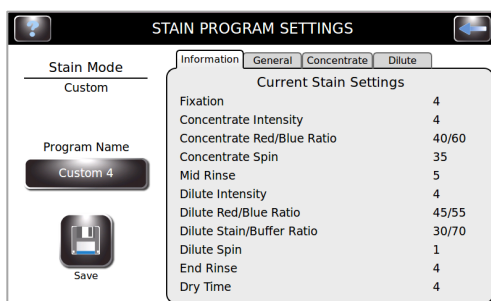 ?
STAIN PROGRAM SETTINGS
Stain Mode
Custom
Program Name
Custom 4
Save
Information General Concentrate Dilute
Current Stain Settings
Fixation 4
Concentrate Intensity 4
Concentrate Red/Blue Ratio 40/60
Concentrate Spin 35
Mid Rinse 5
Dilute Intensity 4
Dilute Red/Blue Ratio 45/55
Dilute Stain/Buffer Ratio 30/70
Dilute Spin 1
End Rinse 4
Dry Time 4